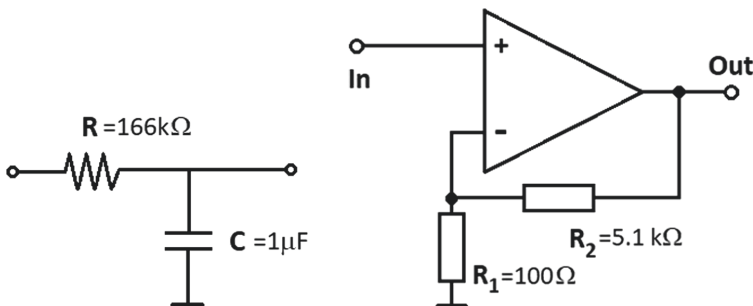 R =166kΩ
C =1μF
In
+
-
Out
R2=5.1 kΩ
R1=100Ω